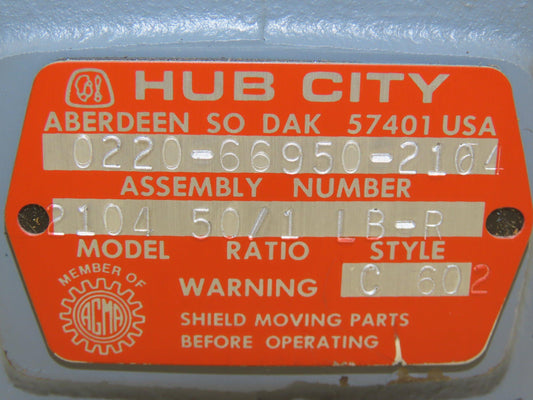 HUB CITY
ABERDEEN SO DAK 57401 USA
0220-66950-2104
ASSEMBLY NUMBER
2104 50/1 LB-R
MODEL RATIO STYLE
MEMBER OF
AGMA
WARNING C 602
SHIELD MOVING PARTS
BEFORE OPERATING